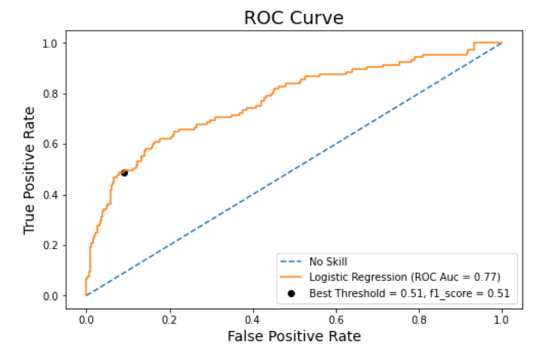 ROC Curve
1.0
0.8
0.6
0.4
0.2
0.0
True Positive Rate
No Skill
Logistic Regression (ROC Auc = 0.77)
Best Threshold = 0.51, f1_score = 0.51
0.0 0.2 0.4 0.6 0.8 1.0
False Positive Rate